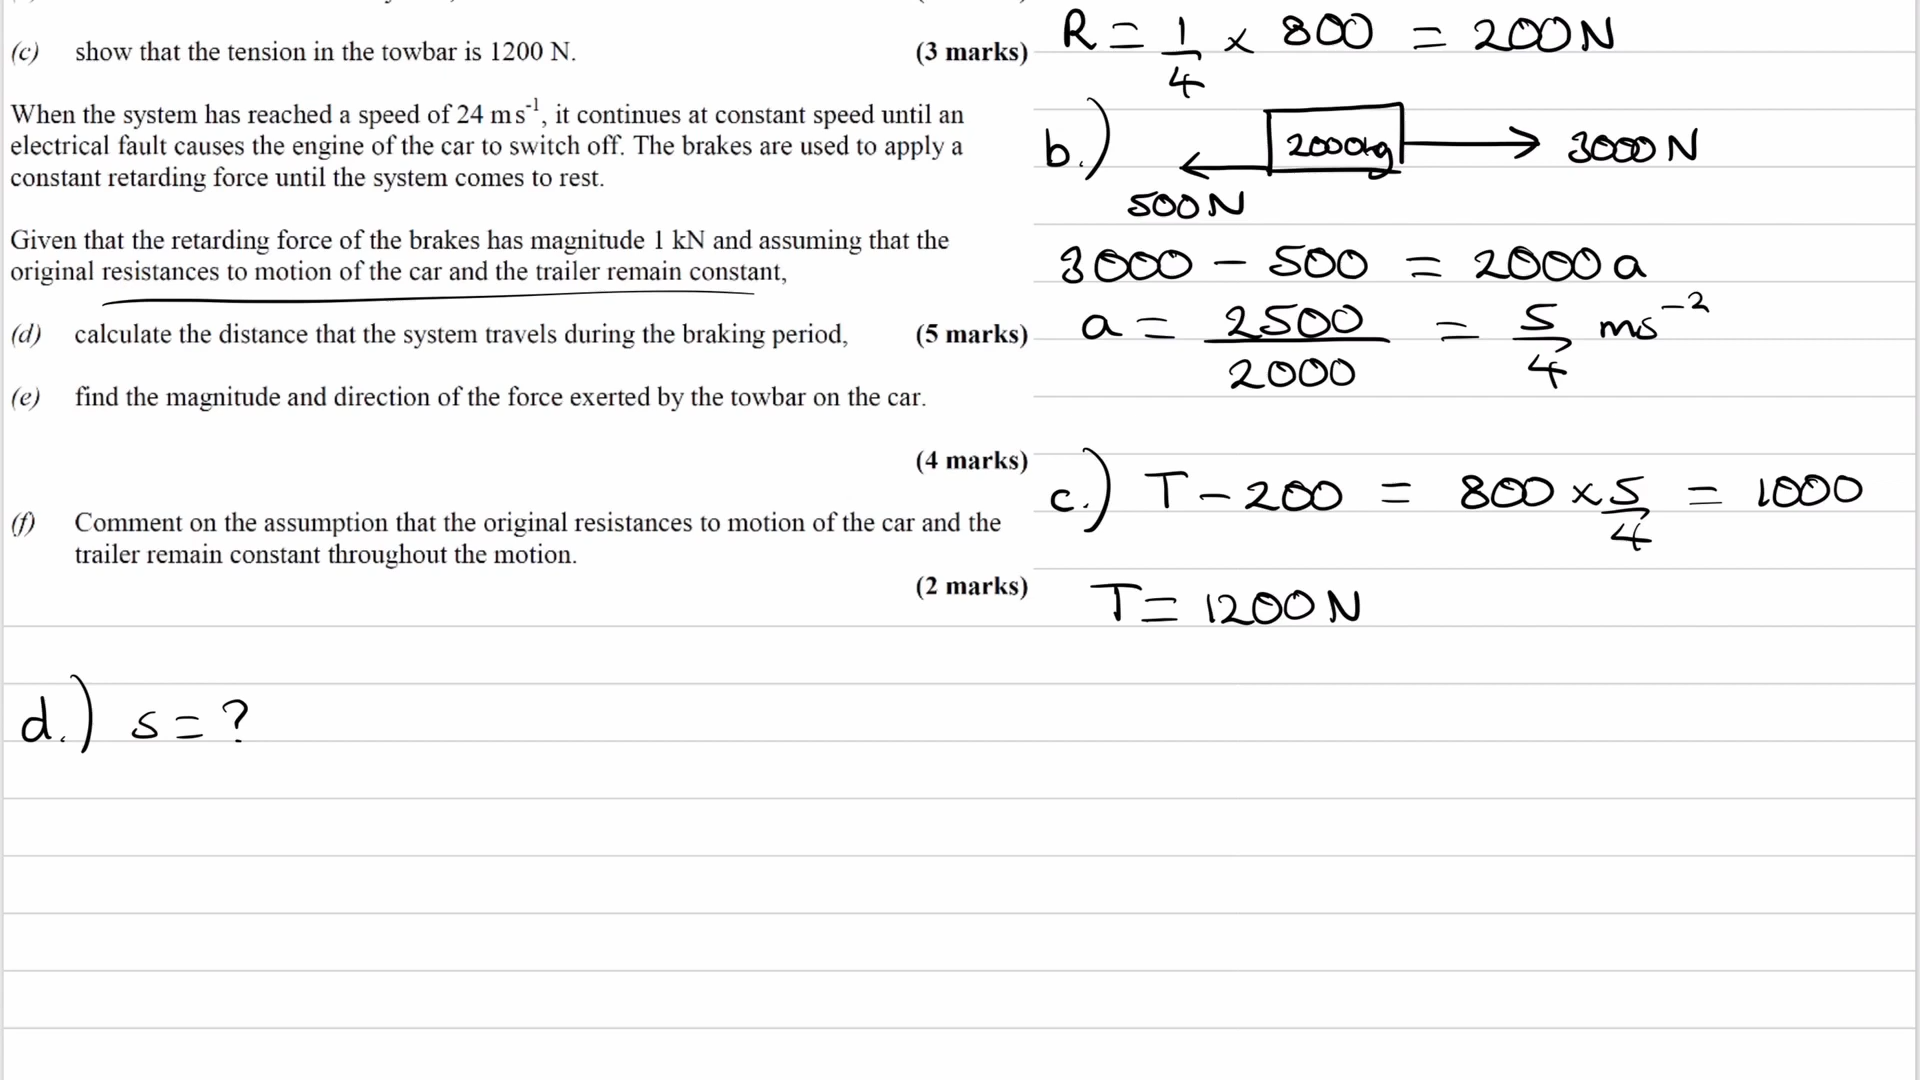 (c) show that the tension in the towbar is 1200 N. (3 marks)
When the system has reached a speed of 24 m s⁻¹, it continues at constant speed until an
electrical fault causes the engine of the car to switch off. The brakes are used to apply a
constant retarding force until the system comes to rest.
Given that the retarding force of the brakes has magnitude 1 kN and assuming that the
original resistances to motion of the car and the trailer remain constant,
(d) calculate the distance that the system travels during the braking period, (5 marks)
(e) find the magnitude and direction of the force exerted by the towbar on the car.
(4 marks)
(f) Comment on the assumption that the original resistances to motion of the car and the
trailer remain constant throughout the motion.
(2 marks)
R = 1/4 × 800 = 200N
b.) 2000kg 3000N
500N
3000 - 500 = 2000a
a = 2500/2000 = 5/4 ms⁻²
c.) T - 200 = 800 × 5/4 = 1000
T = 1200N
d.) s = ?